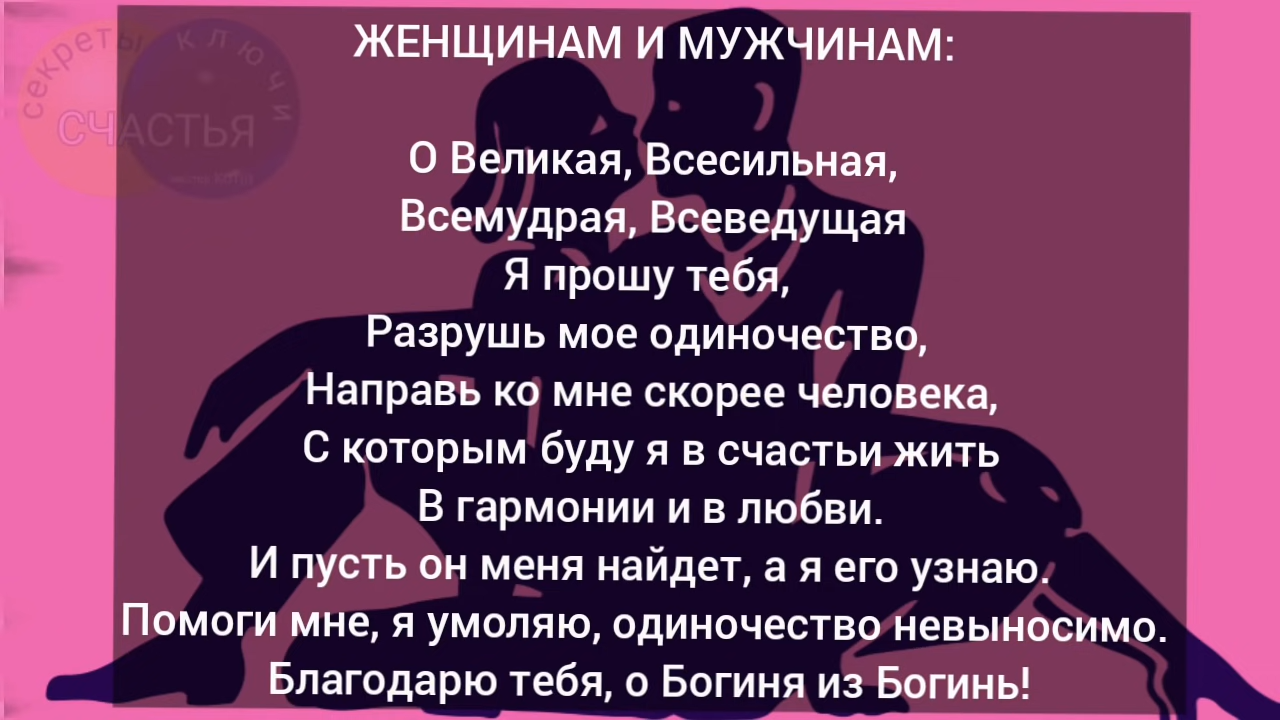 секреты ключи
СЧАСТЬЯ
ЖЕНЩИНАМ И МУЖЧИНАМ:
О Великая, Всесильная,
Всемудрая, Всеведущая
Я прошу тебя,
Разрушь мое одиночество,
Направь ко мне скорее человека,
С которым буду я в счастьи жить
В гармонии и в любви.
И пусть он меня найдет, а я его узнаю.
Помоги мне, я умоляю, одиночество невыносимо.
Благодарю тебя, о Богиня из Богинь!